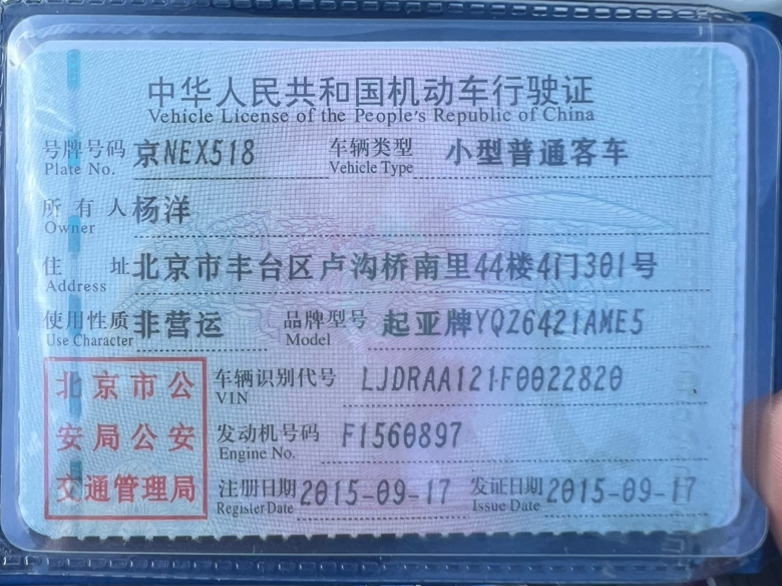 中华人民共和国机动车行驶证
Vehicle License of the People's Republic of China
号牌号码 京NEX518 车辆类型 小型普通客车
Plate No. Vehicle Type
所有人 杨洋
Owner
住址 北京市丰台区卢沟桥南里44楼4门301号
Address
使用性质 非营运 品牌型号 起亚牌YQZ6421AME5
Use Character Model
北京市公
安局公安
交通管理局
车辆识别代号 LJDRAA121F0022820
VIN
发动机号码 F1560897
Engine No.
注册日期 2015-09-17 发证日期 2015-09-17
Register Date Issue Date